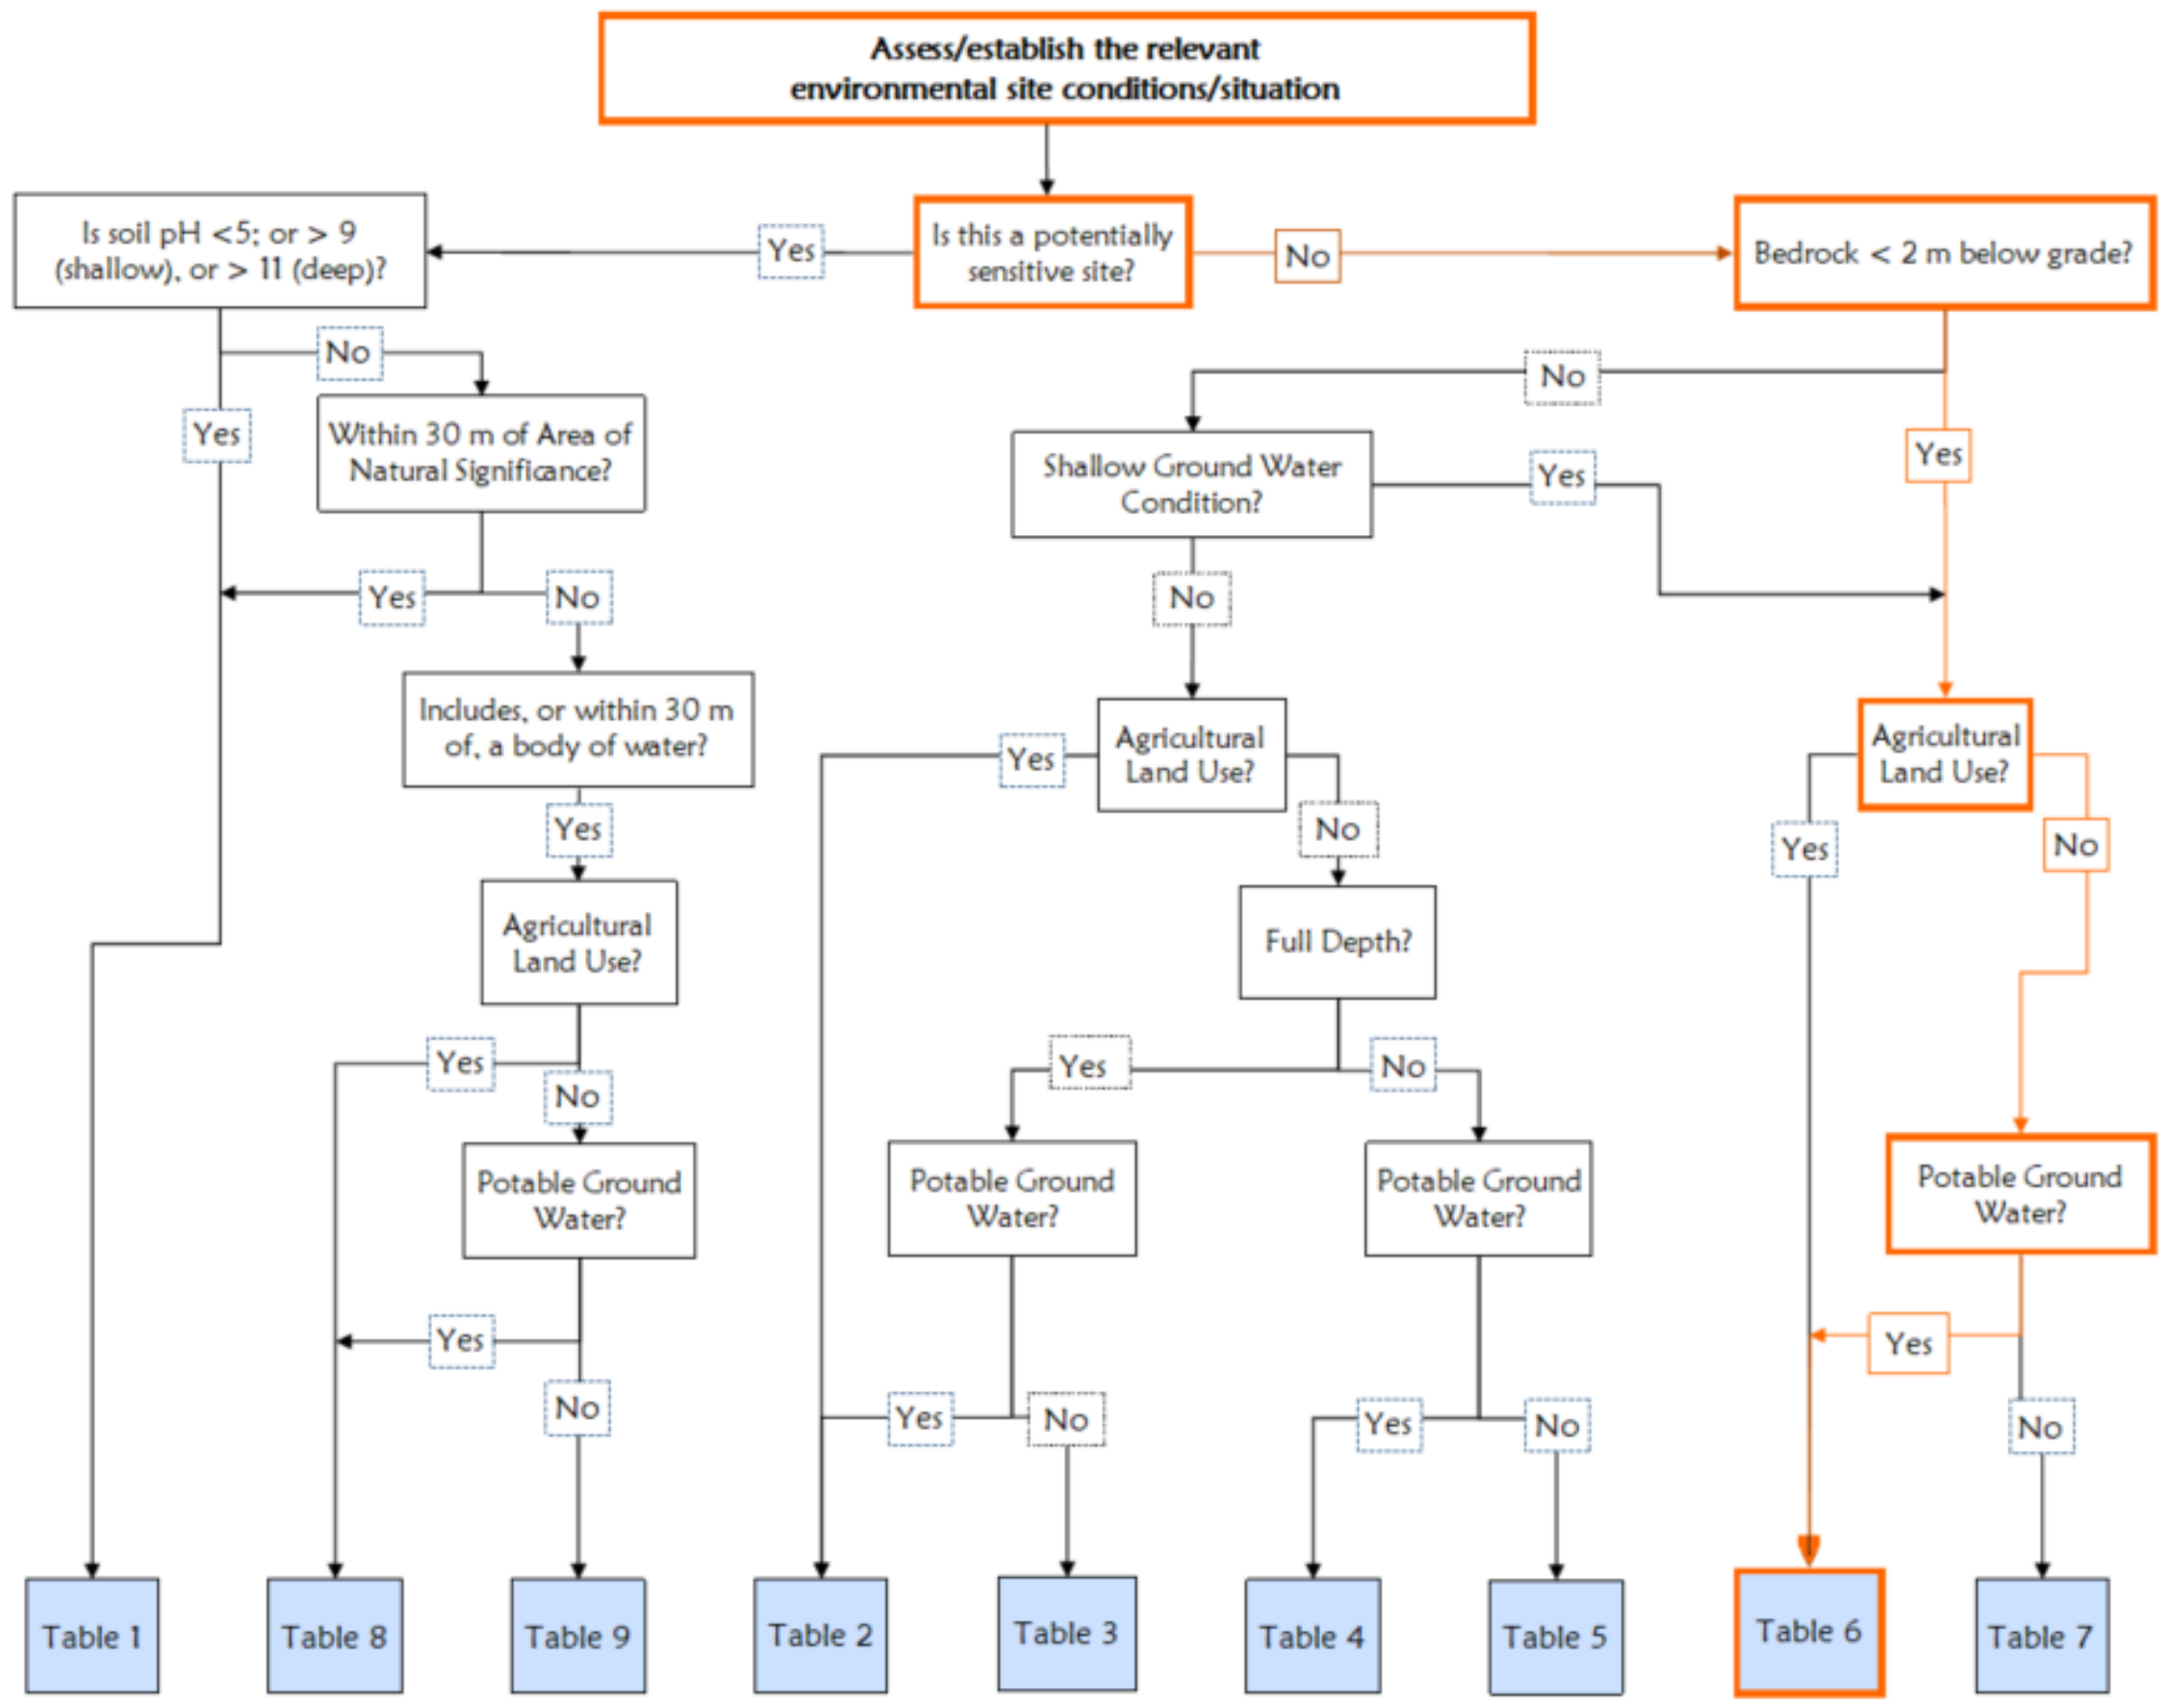 Assess/establish the relevant
environmental site conditions/situation
Is soil pH <5; or > 9
(shallow), or > 11 (deep)?
Yes
Is this a potentially
sensitive site?
No
Bedrock < 2 m below grade?
No
Yes
Within 30 m of Area of
Natural Significance?
No
Yes
Shallow Ground Water
Condition?
Yes
Yes
No
No
Includes, or within 30 m
of, a body of water?
Yes
Agricultural
Land Use?
Yes
Agricultural
Land Use?
No
Agricultural
Land Use?
Yes
No
Full Depth?
Yes
No
Yes
No
Potable Ground
Water?
Potable Ground
Water?
Potable Ground
Water?
Potable Ground
Water?
Yes
No
Yes
No
Yes
No
Yes
No
Table 1
Table 8
Table 9
Table 2
Table 3
Table 4
Table 5
Table 6
Table 7